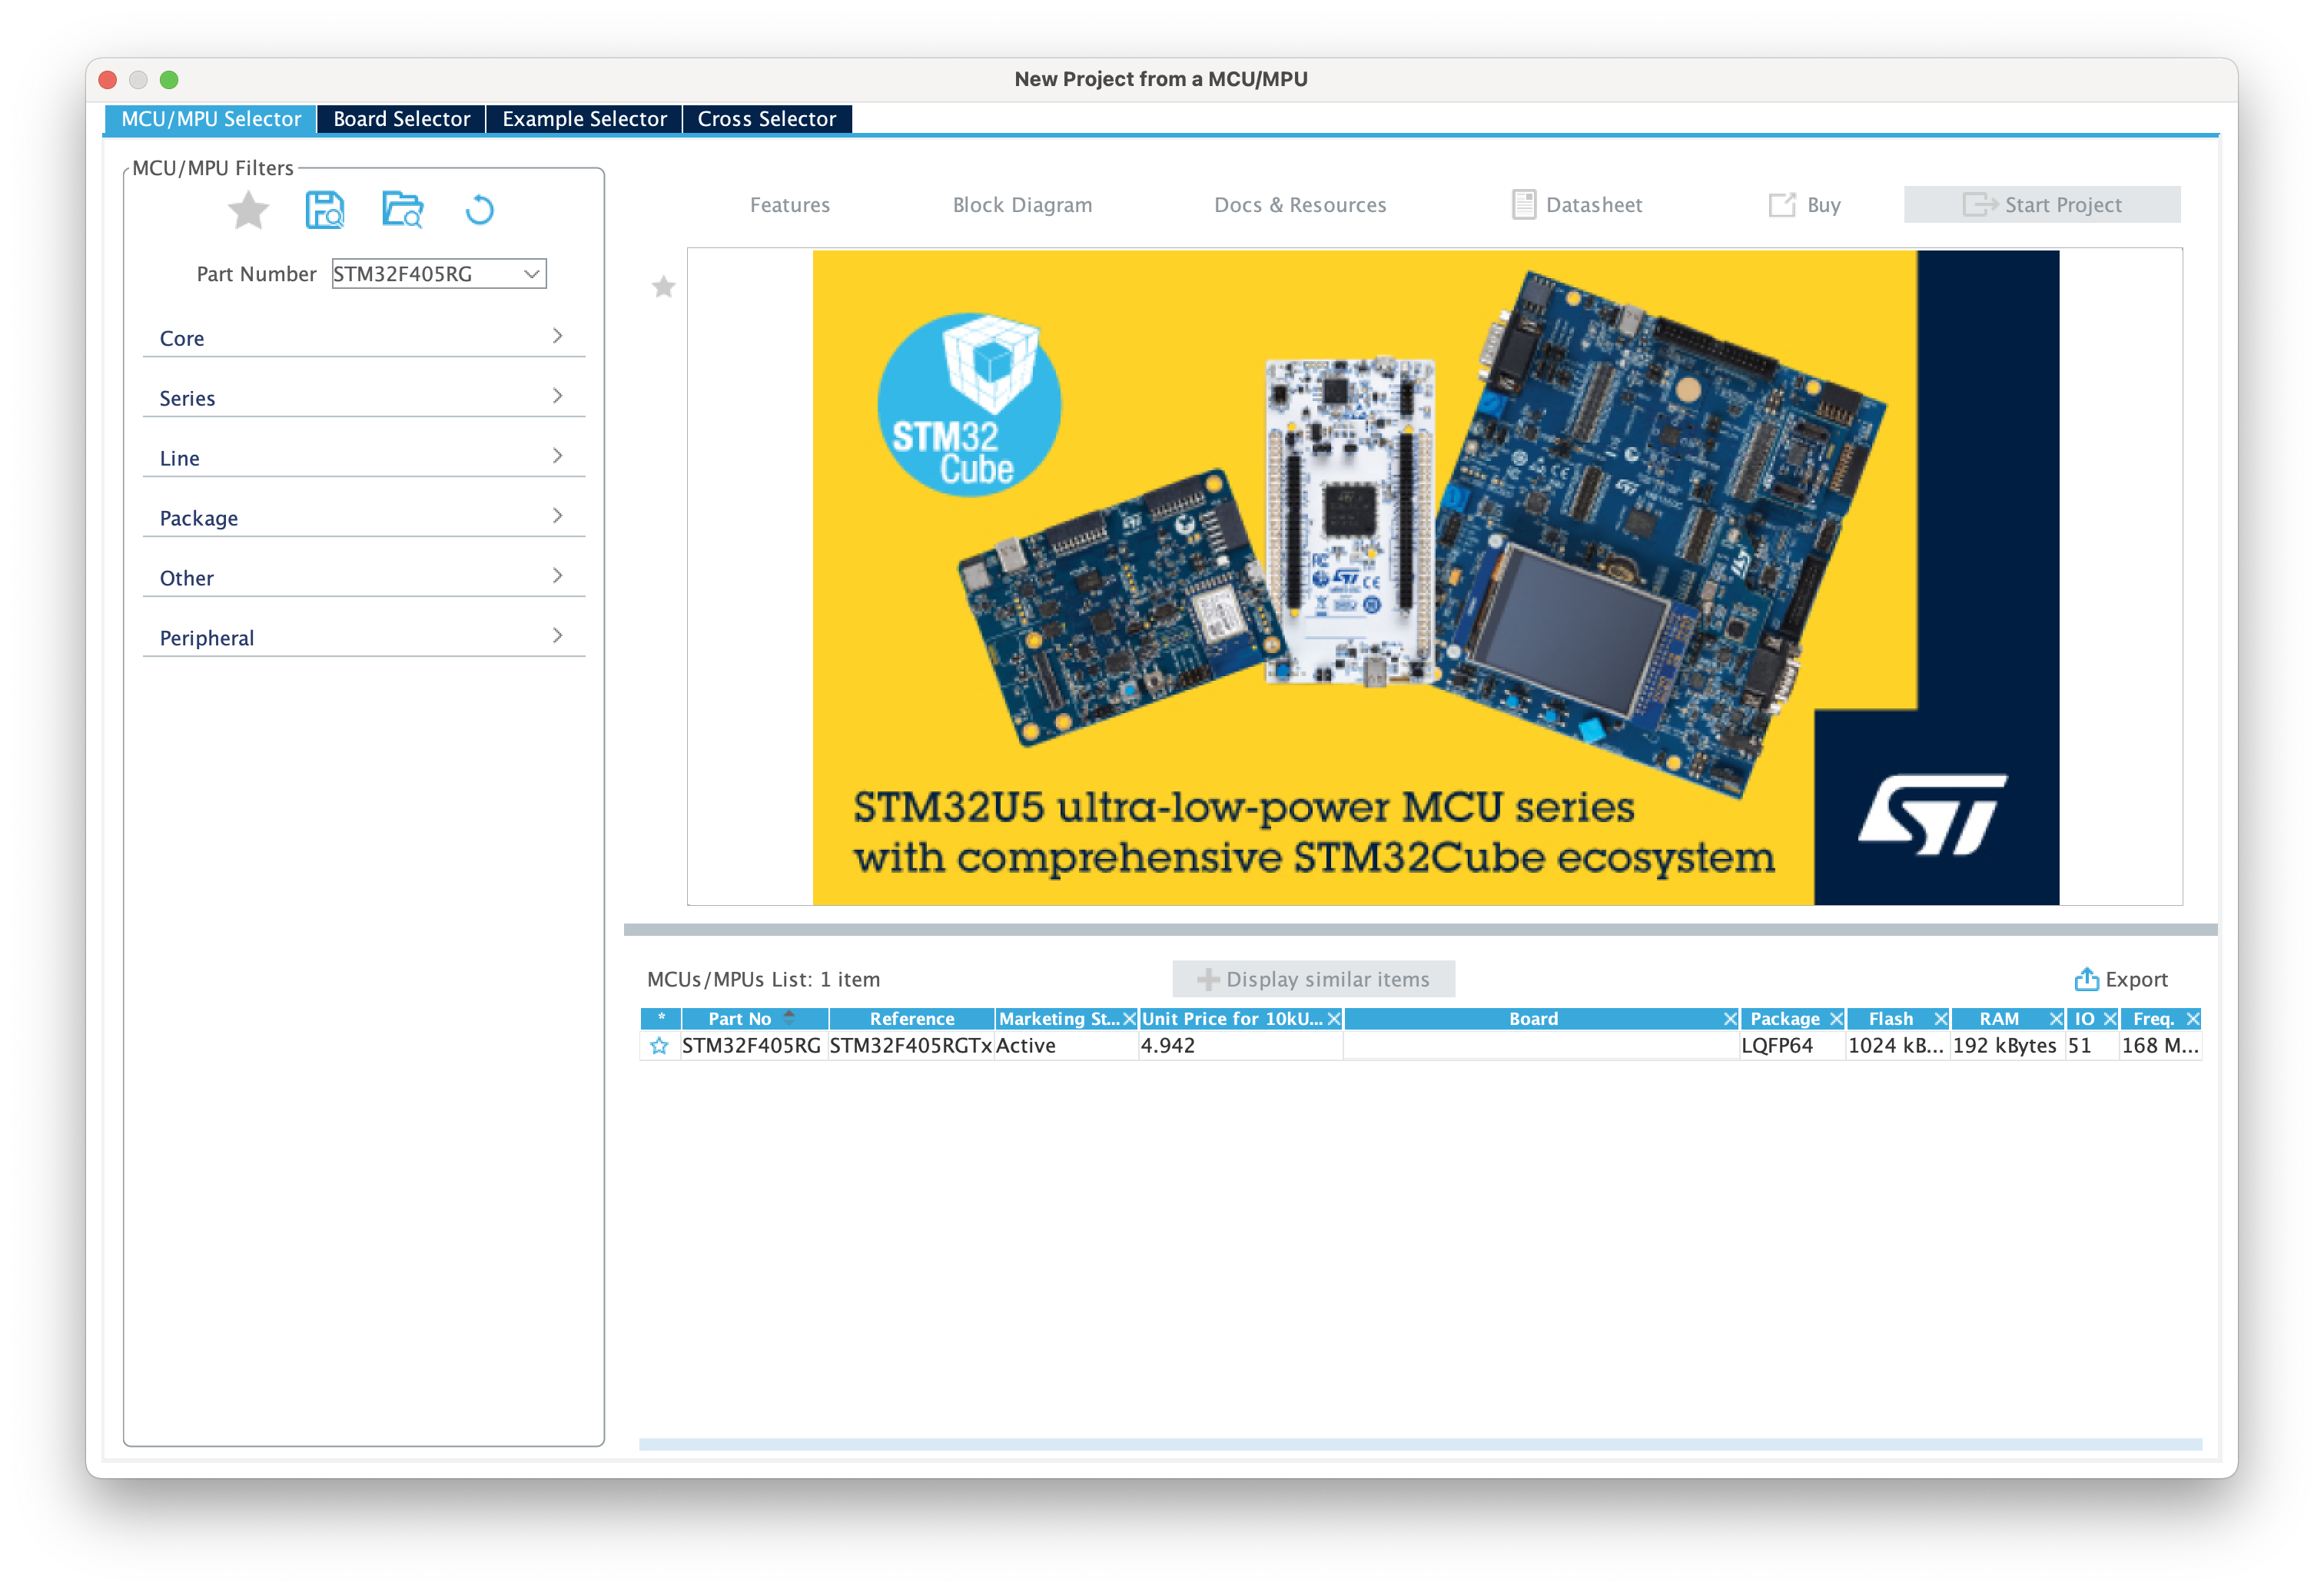 New Project from a MCU/MPU
MCU/MPU Selector Board Selector Example Selector Cross Selector
MCU/MPU Filters
Part Number STM32F405RG
Core
Series
Line
Package
Other
Peripheral
Features Block Diagram Docs & Resources Datasheet Buy Start Project
STM32
Cube
STM32U5 ultra-low-power MCU series
with comprehensive STM32Cube ecosystem
ST
MCUs/MPUs List: 1 item Display similar items Export
* Part No Reference Marketing St... Unit Price for 10kU... Board Package Flash RAM IO Freq.
STM32F405RG STM32F405RGTx Active 4.942 LQFP64 1024 kB... 192 kBytes 51 168 M...